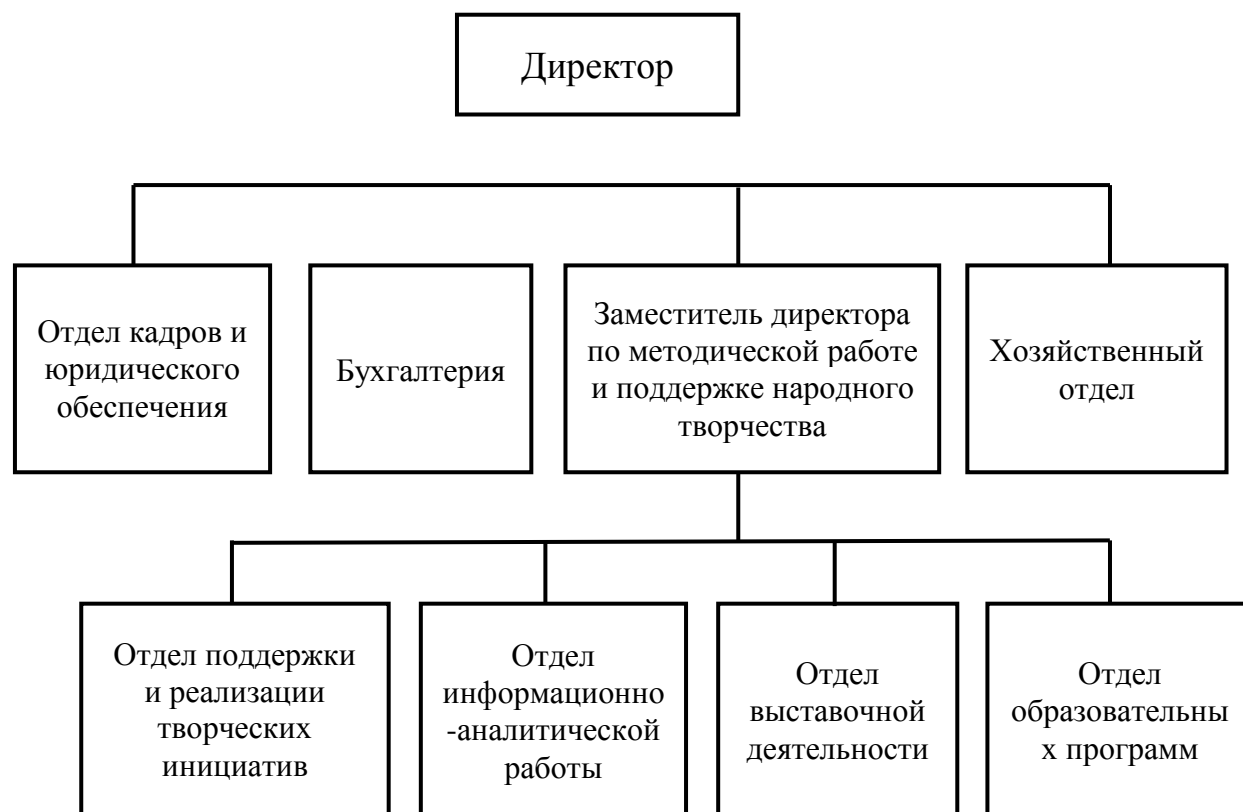 Директор
Отдел кадров и
юридического
обеспечения
Бухгалтерия
Заместитель директора
по методической работе
и поддержке народного
творчества
Хозяйственный
отдел
Отдел поддержки
и реализации
творческих
инициатив
Отдел
информационно
-аналитической
работы
Отдел
выставочной
деятельности
Отдел
образовательны
х программ